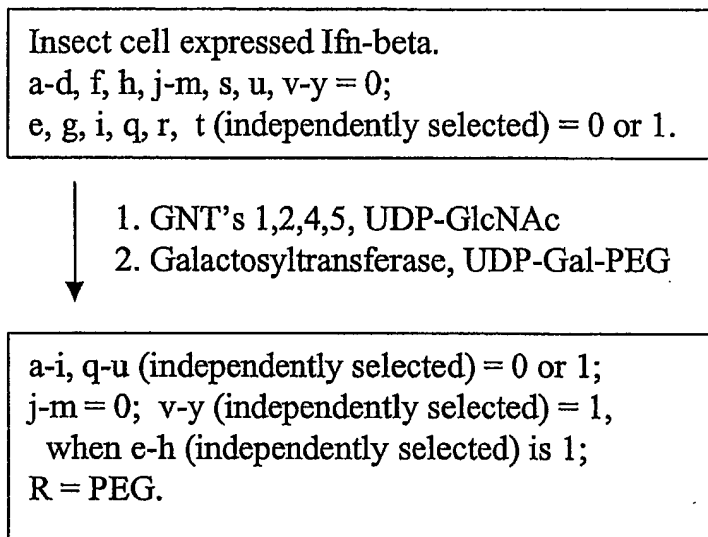 Insect cell expressed Ifn-beta.
a-d, f, h, j-m, s, u, v-y = 0;
e, g, i, q, r, t (independently selected) = 0 or 1.
1. GNT's 1,2,4,5, UDP-GlcNAc
2. Galactosyltransferase, UDP-Gal-PEG
a-i, q-u (independently selected) = 0 or 1;
j-m = 0; v-y (independently selected) = 1,
when e-h (independently selected) is 1;
R = PEG.